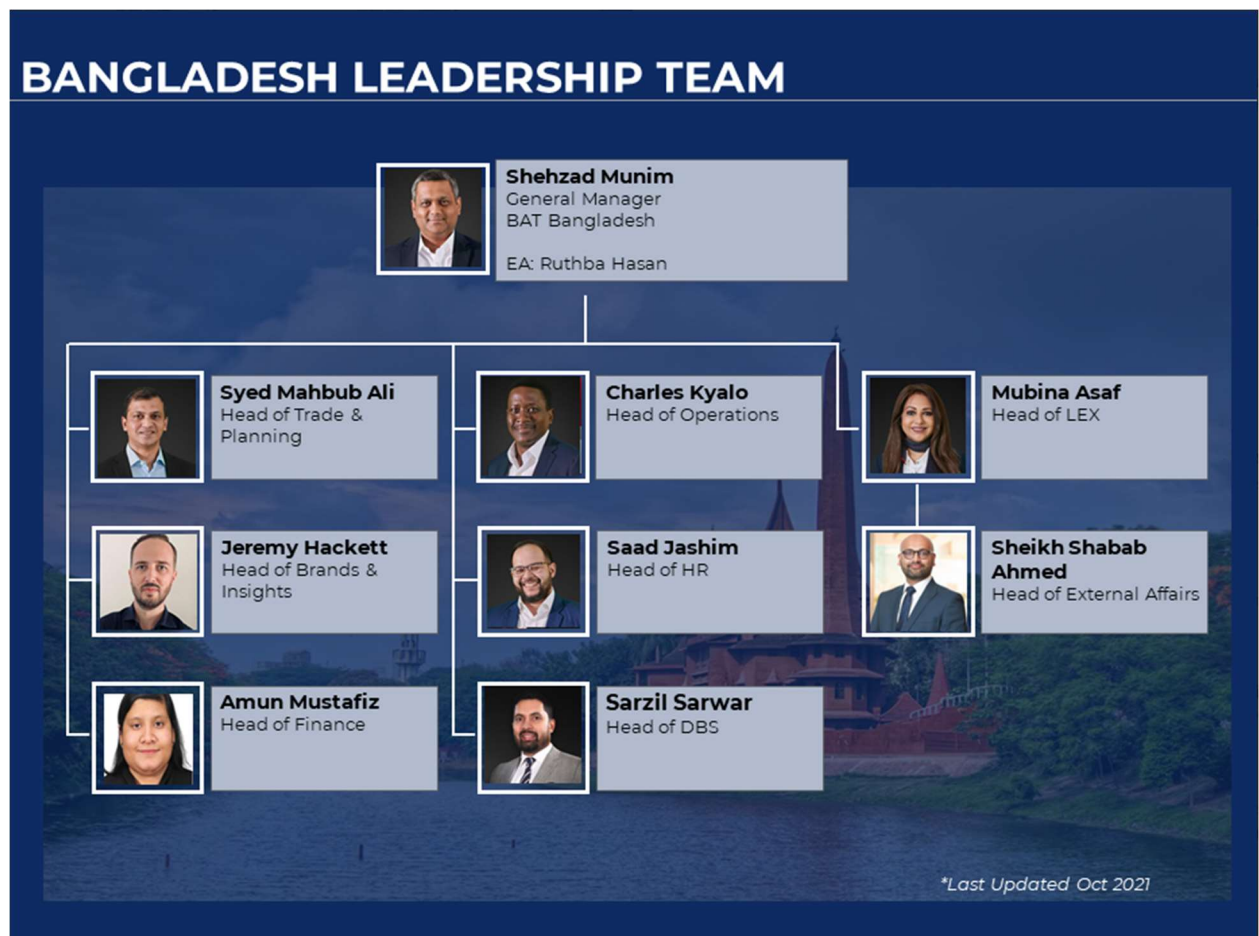 BANGLADESH LEADERSHIP TEAM
Shehzad Munim
General Manager
BAT Bangladesh
EA: Ruthba Hasan
Syed Mahbub Ali
Head of Trade &
Planning
Charles Kyalo
Head of Operations
Mubina Asaf
Head of LEX
Jeremy Hackett
Head of Brands &
Insights
Saad Jashim
Head of HR
Sheikh Shabab
Ahmed
Head of External Affairs
Amun Mustafiz
Head of Finance
Sarzil Sarwar
Head of DBS
*Last Updated Oct 2021